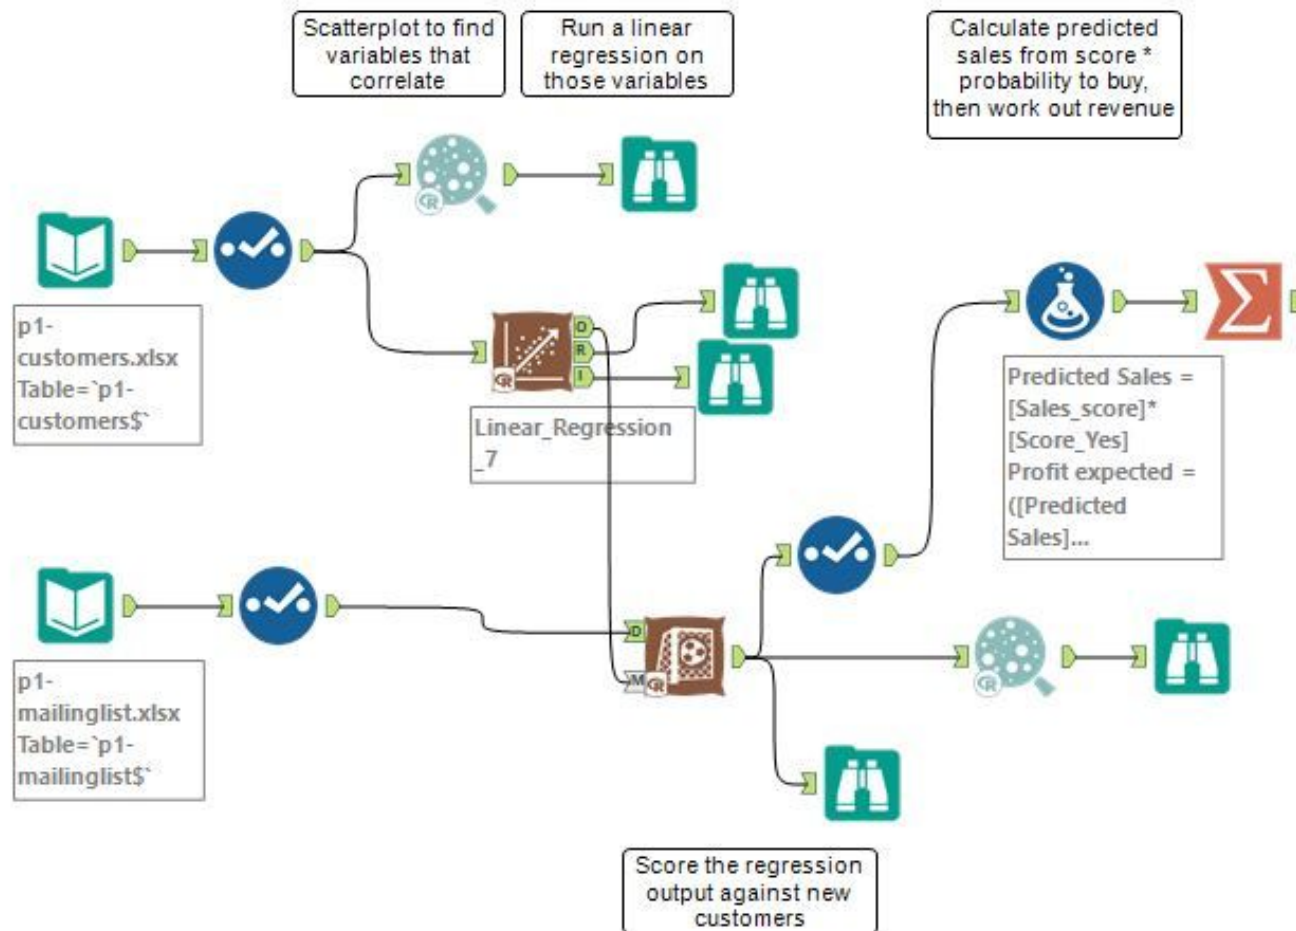 Scatterplot to find
variables that
correlate
Run a linear
regression on
those variables
Calculate predicted
sales from score *
probability to buy,
then work out revenue
p1-
customers.xlsx
Table=`p1-
customers$`
O
R
I
R
R
Linear_Regression
_7
Predicted Sales =
[Sales_score]*
[Score_Yes]
Profit expected =
([Predicted
Sales]...
p1-
mailinglist.xlsx
Table=`p1-
mailinglist$`
D
M
R
R
Score the regression
output against new
customers